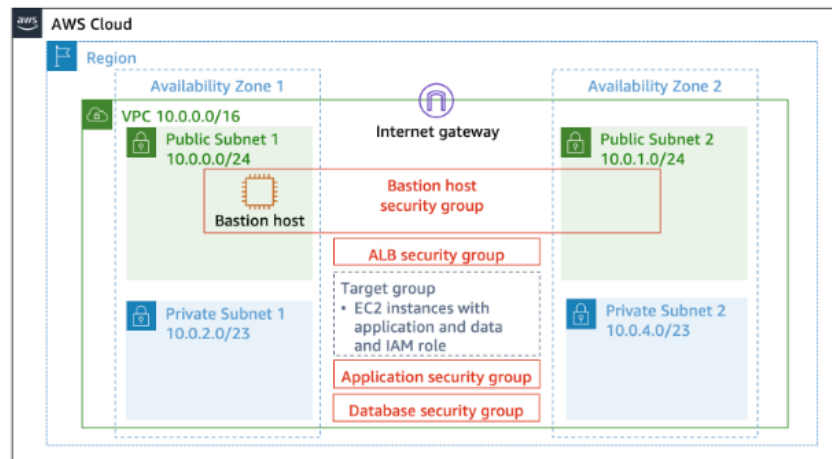 aws
AWS Cloud
Region
Availability Zone 1
Availability Zone 2
VPC 10.0.0.0/16
Internet gateway
Public Subnet 1
10.0.0.0/24
Public Subnet 2
10.0.1.0/24
Bastion host
Bastion host
security group
ALB security group
Target group
• EC2 instances with
application and data
and IAM role
Private Subnet 1
10.0.2.0/23
Private Subnet 2
10.0.4.0/23
Application security group
Database security group